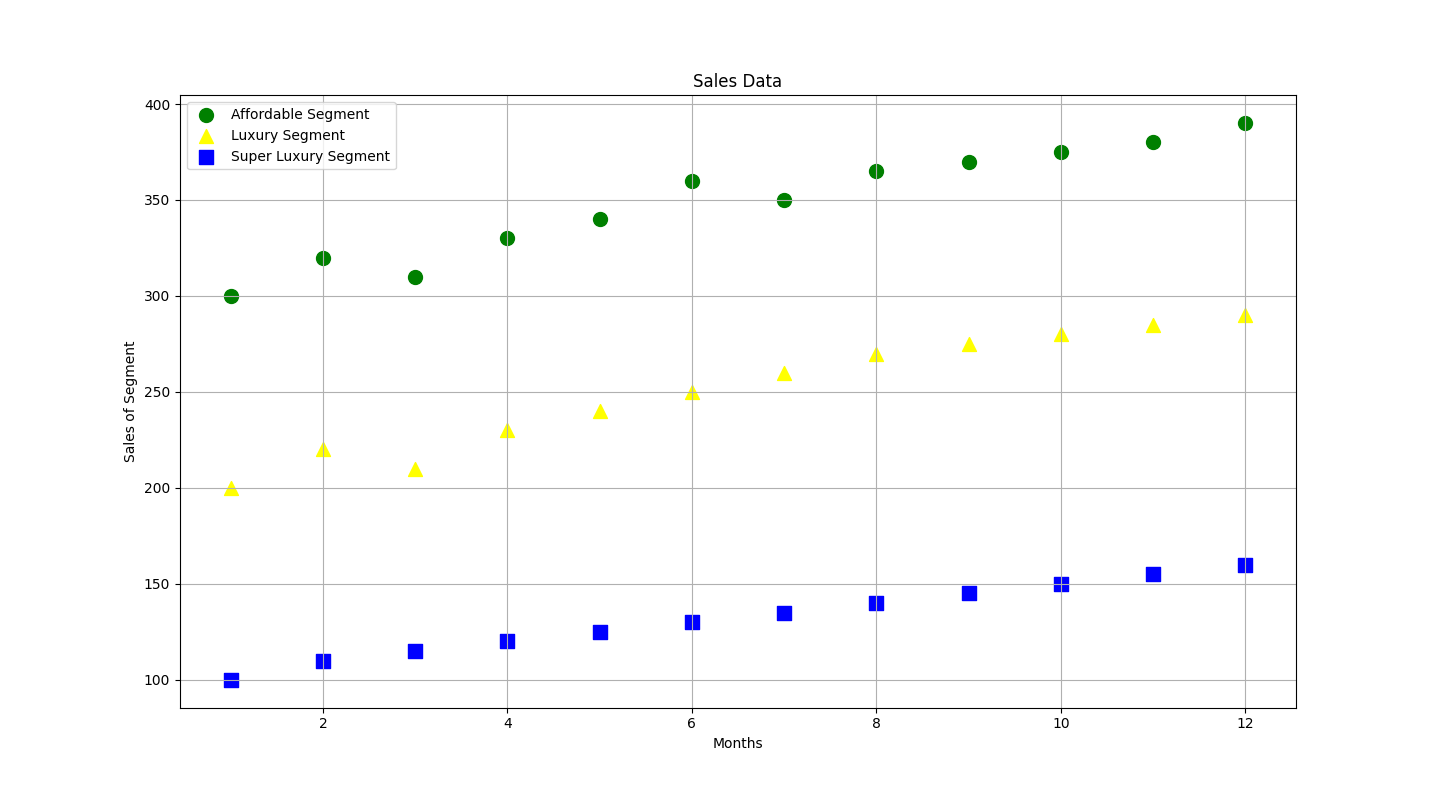 Sales Data
400
350
300
250
200
150
100
Sales of Segment
Affordable Segment
Luxury Segment
Super Luxury Segment
2 4 6 8 10 12
Months